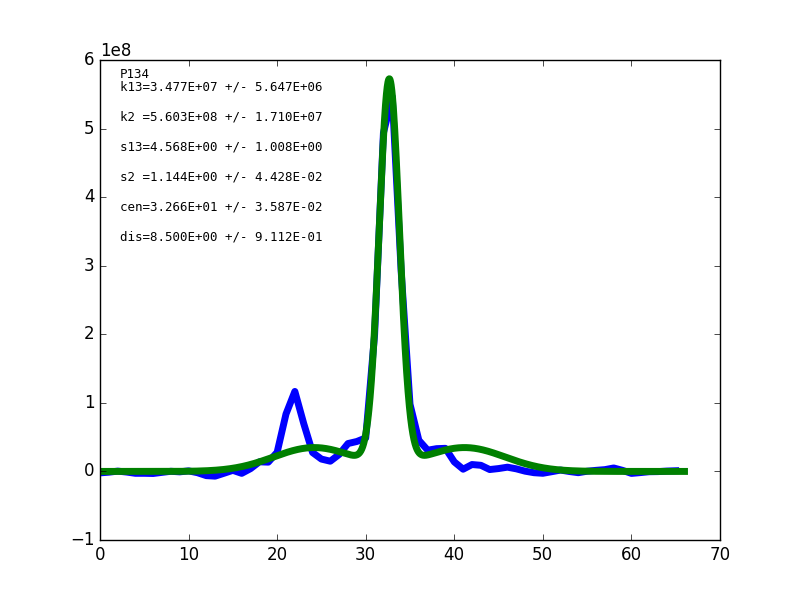 1e8
P134
k13=3.477E+07 +/- 5.647E+06
k2 =5.603E+08 +/- 1.710E+07
s13=4.568E+00 +/- 1.008E+00
s2 =1.144E+00 +/- 4.428E-02
cen=3.266E+01 +/- 3.587E-02
dis=8.500E+00 +/- 9.112E-01
6
5
4
3
2
1
0
−1
0 10 20 30 40 50 60 70